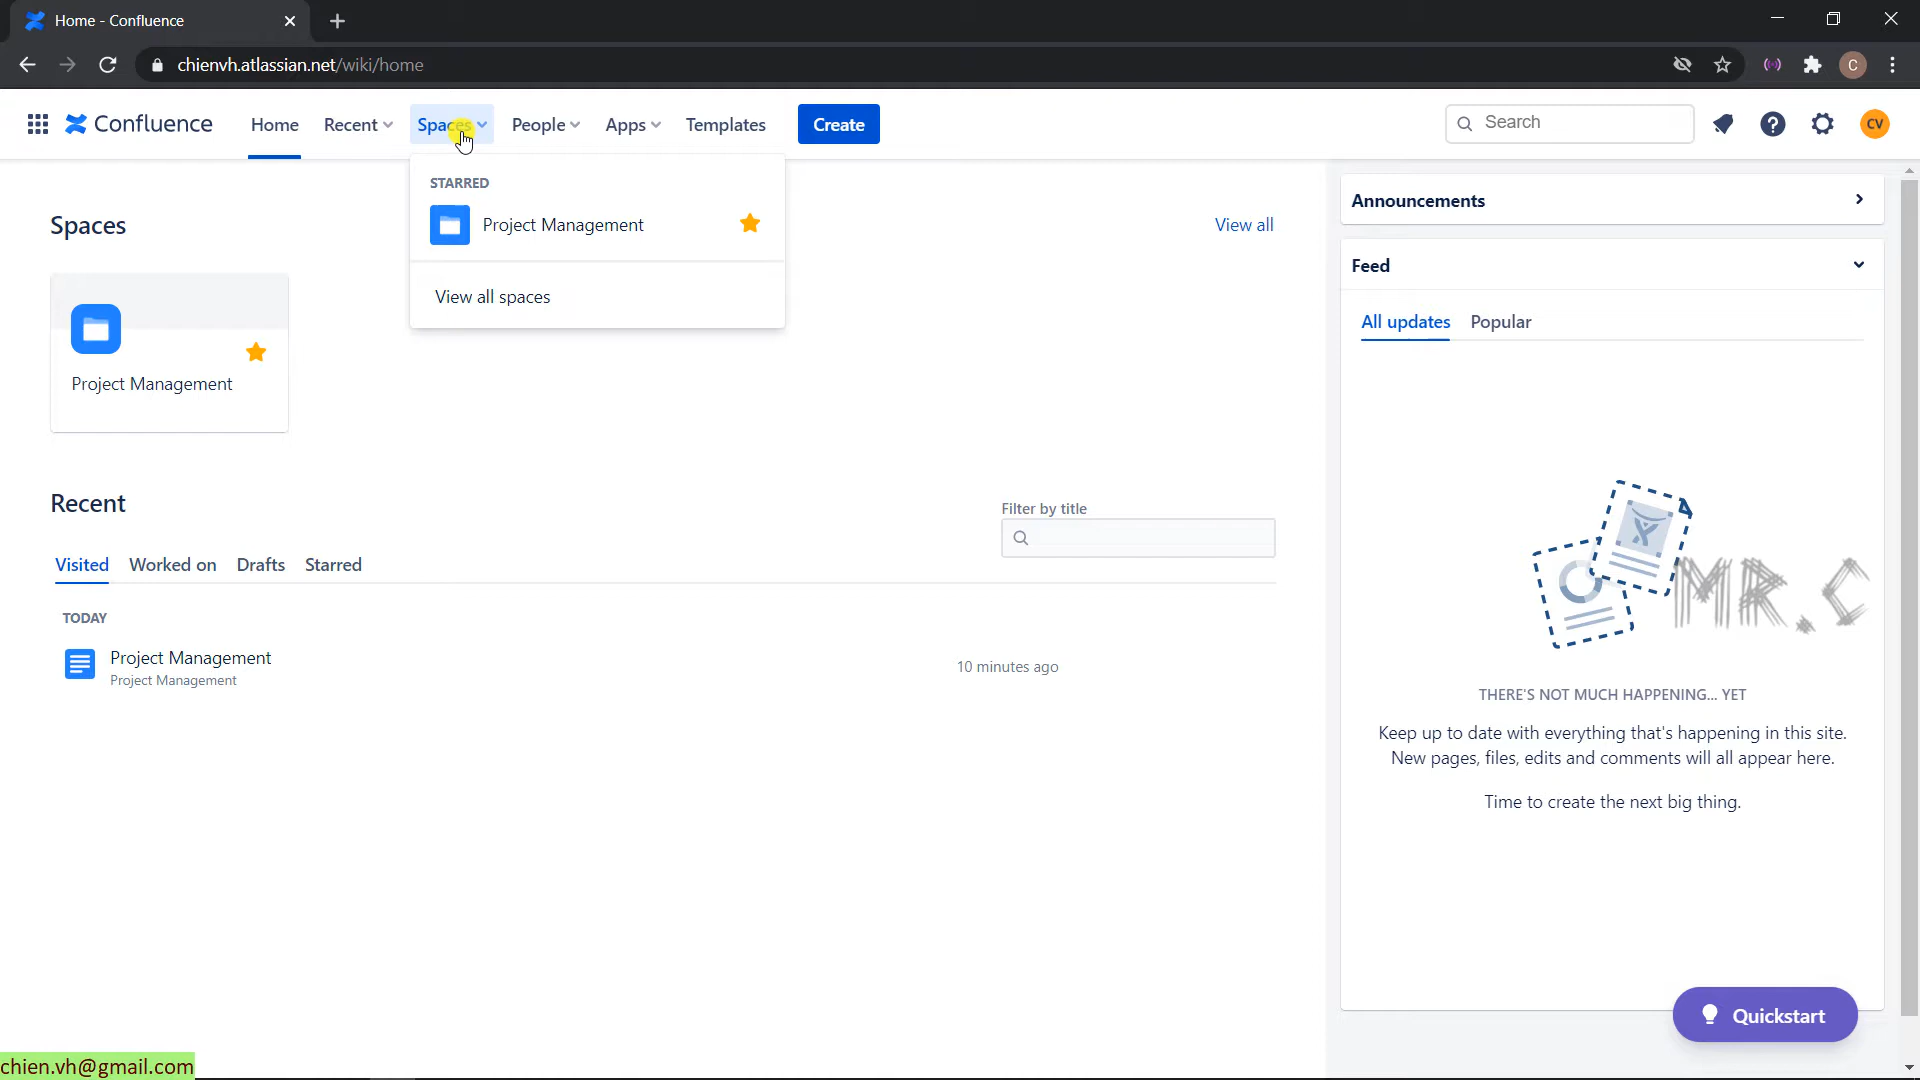 Home - Confluence
chienvh.atlassian.net/wiki/home
C
Confluence
Home
Recent
Spaces
People
Apps
Templates
Create
Search
CV
STARRED
Project Management
View all spaces
Spaces
View all
Project Management
Recent
Filter by title
Visited
Worked on
Drafts
Starred
TODAY
Project Management
Project Management
10 minutes ago
Announcements
Feed
All updates
Popular
MR.C
THERE'S NOT MUCH HAPPENING... YET
Keep up to date with everything that's happening in this site.
New pages, files, edits and comments will all appear here.
Time to create the next big thing.
Quickstart
chien.vh@gmail.com